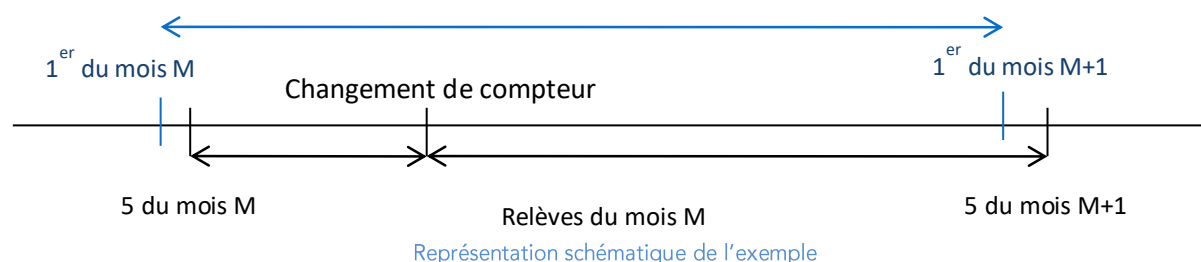 1er du mois M
1er du mois M+1
Changement de compteur
5 du mois M
Relèves du mois M
5 du mois M+1
Représentation schématique de l'exemple